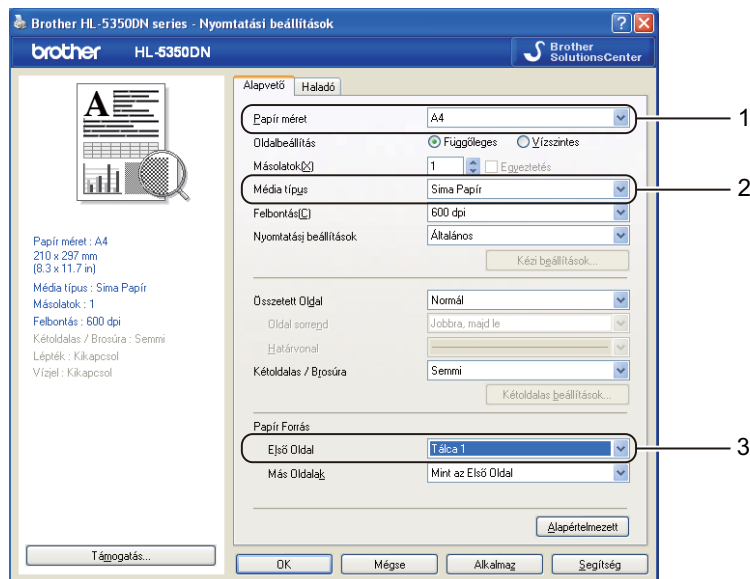 Brother HL-5350DN series - Nyomtatási beállítások
brother HL-5350DN
Brother
SolutionsCenter
A
Papír méret : A4
210 x 297 mm
(8.3 x 11.7 in)
Média típus : Sima Papír
Másolatok : 1
Felbontás : 600 dpi
Kétoldalas / Brosúra : Semmi
Lépték : Kikapcsol
Vízjel : Kikapcsol
Támogatás...
Alapvető Haladó
Papír méret A4 1
Oldalbeállítás Függőleges Vízszintes
Másolatok(X) 1 Egyeztetés
Média típus Sima Papír 2
Felbontás(C) 600 dpi
Nyomtatási beállítások Általános
Kézi beállítások...
Összetett Oldal Normál
Oldal sorrend Jobbra, majd le
Határvonal
Kétoldalas / Brosúra Semmi
Kétoldalas beállítások...
Papír Forrás
Első Oldal Tálca 1 3
Más Oldalak Mint az Első Oldal
Alapértelmezett
OK Mégse Alkalmaz Segítség